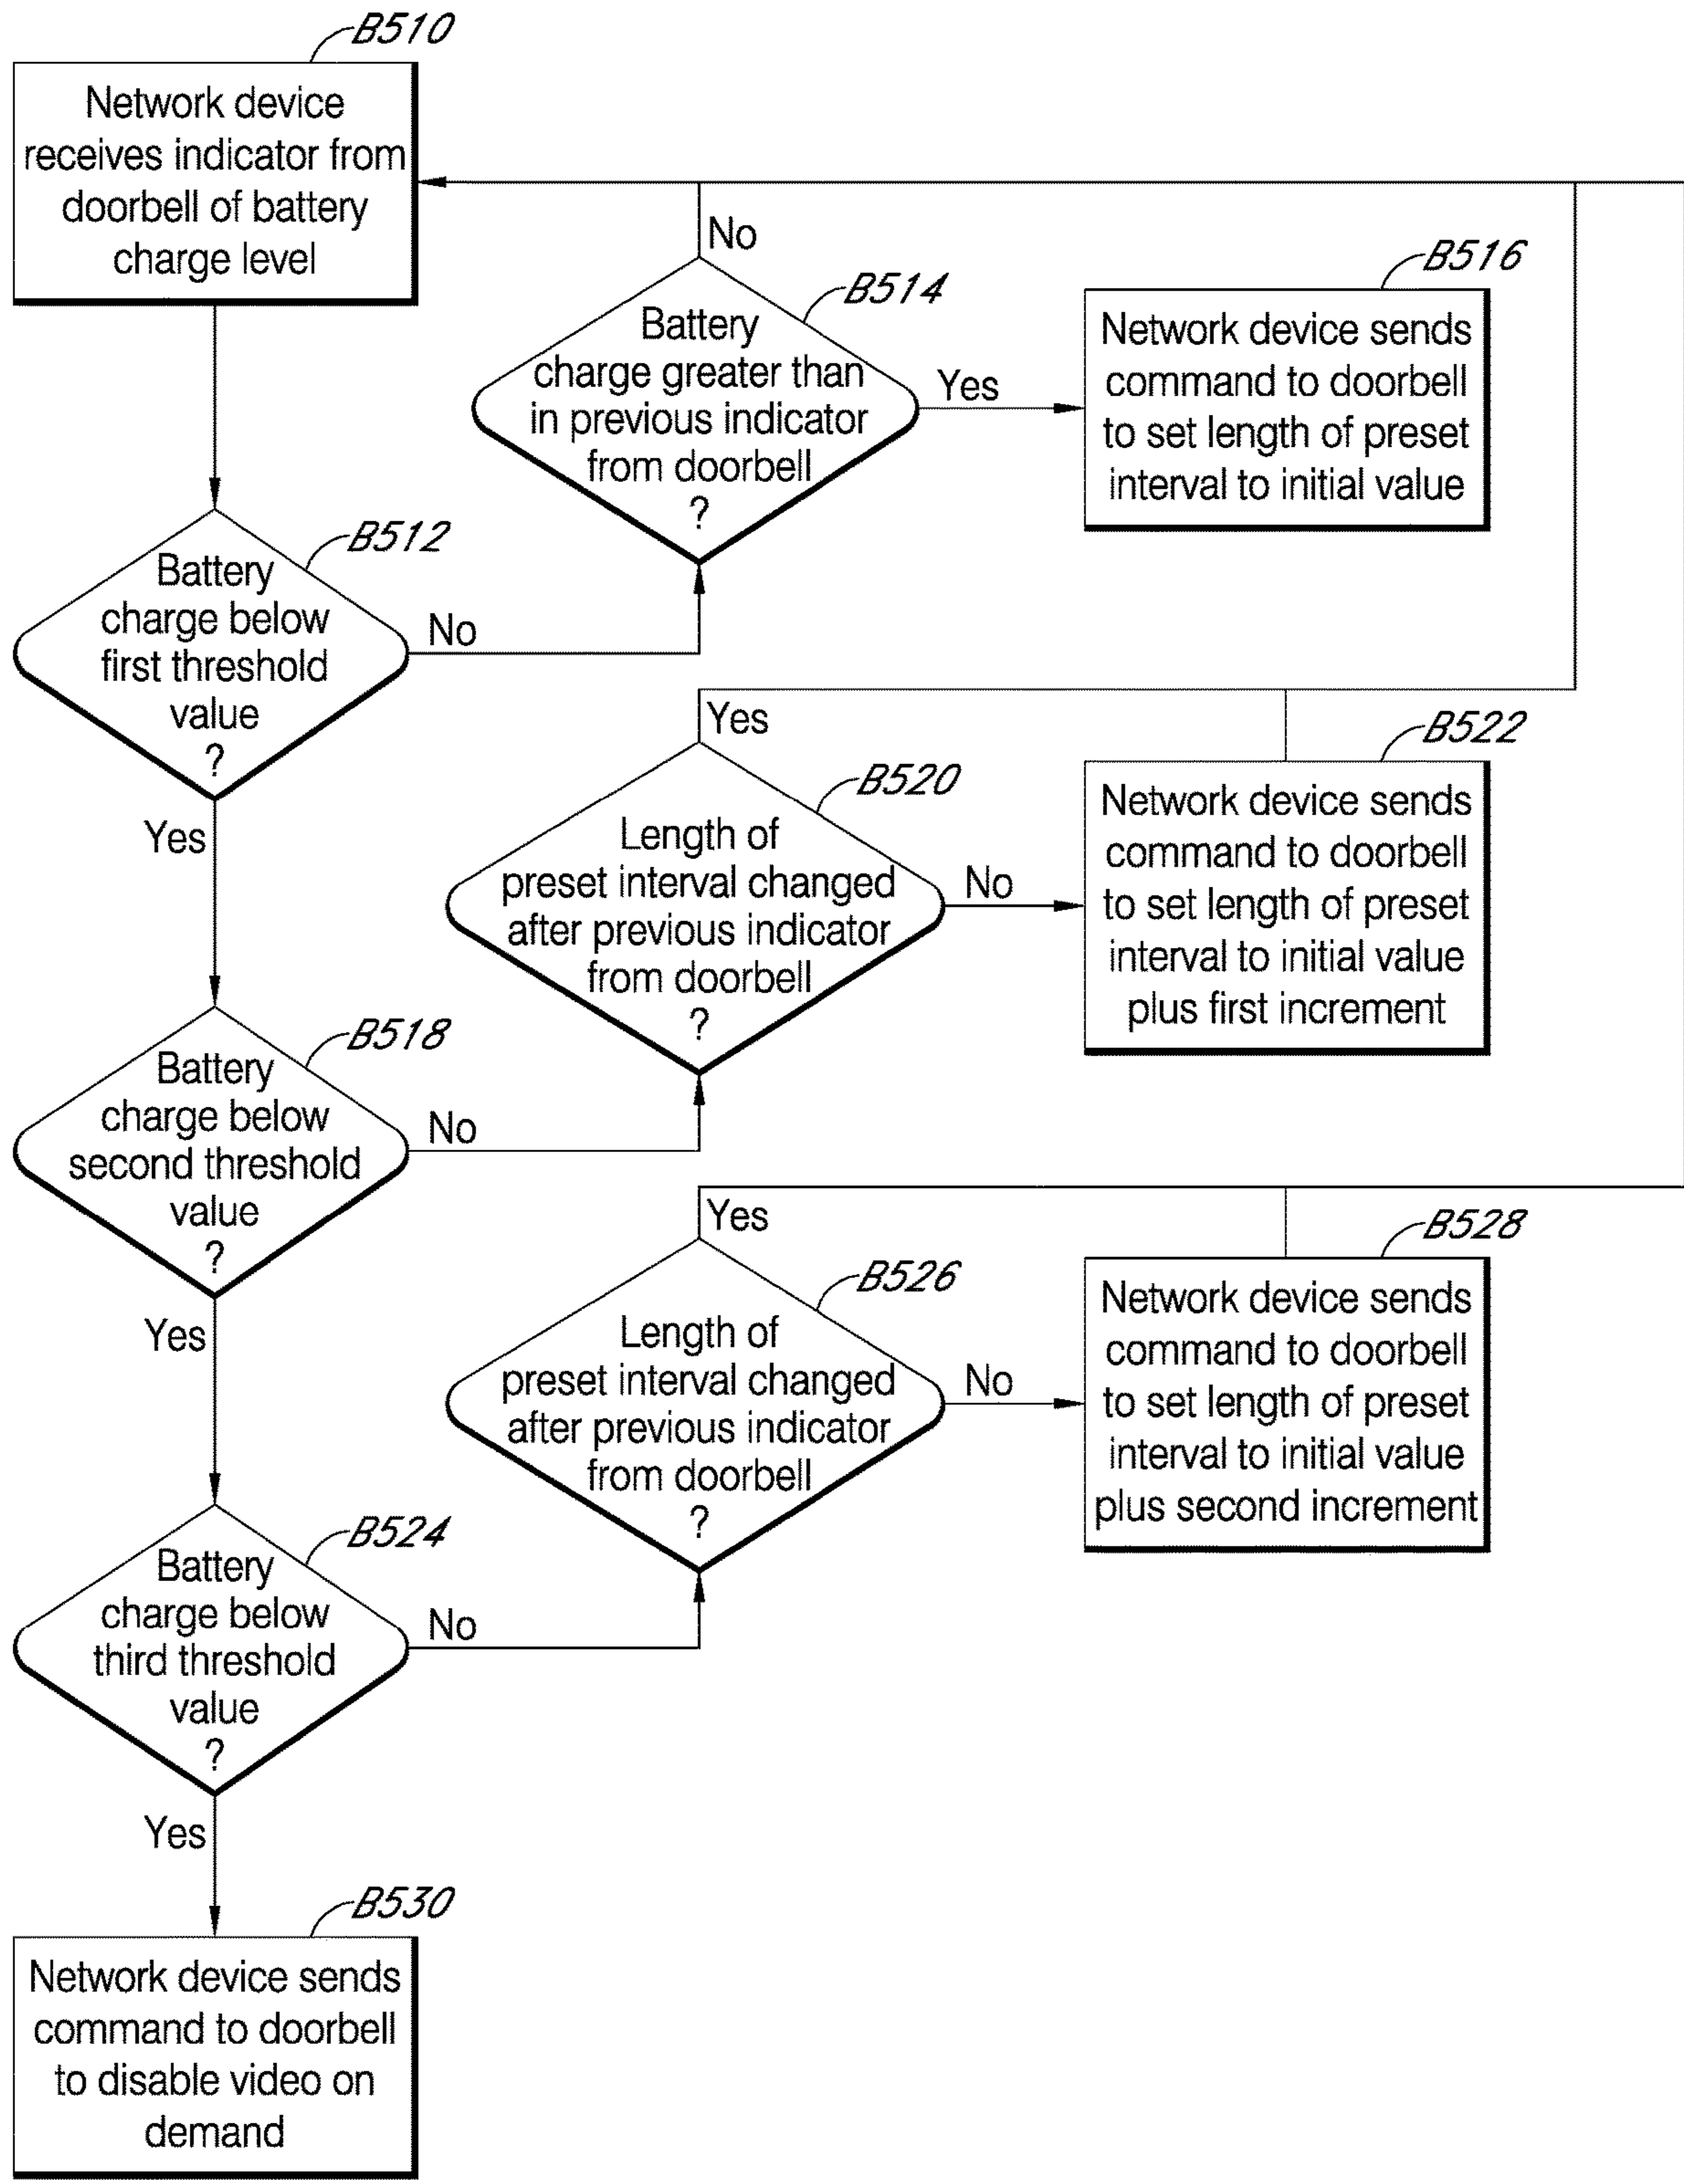 B510
Network device
receives indicator from
doorbell of battery
charge level
No
B514
Battery
charge greater than
in previous indicator
from doorbell
?
Yes
B516
Network device sends
command to doorbell
to set length of preset
interval to initial value
B512
Battery
charge below
first threshold
value
?
No
Yes
Yes
B520
Length of
preset interval changed
after previous indicator
from doorbell
?
No
B522
Network device sends
command to doorbell
to set length of preset
interval to initial value
plus first increment
B518
Battery
charge below
second threshold
value
?
No
Yes
Yes
B526
Length of
preset interval changed
after previous indicator
from doorbell
?
No
B528
Network device sends
command to doorbell
to set length of preset
interval to initial value
plus second increment
B524
Battery
charge below
third threshold
value
?
No
Yes
B530
Network device sends
command to doorbell
to disable video on
demand